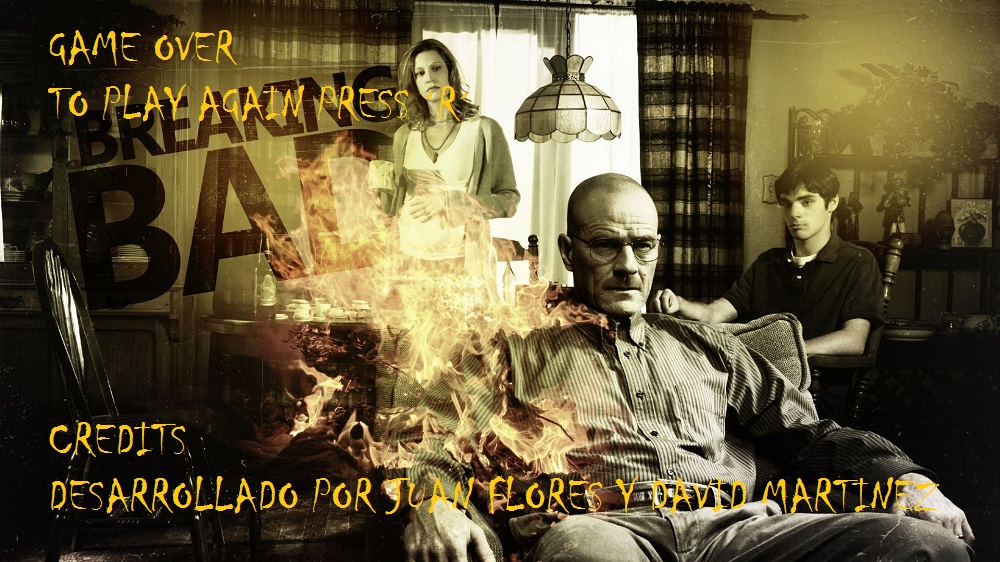 GAME OVER
TO PLAY AGAIN PRESS 'R'
BREAKING
BAD
CREDITS
DESARROLLADO POR JUAN FLORES Y DAVID MARTINEZ